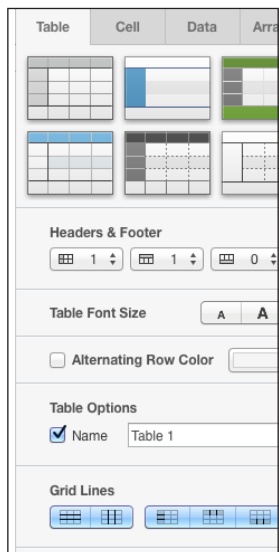 Table Cell Data Arra
Headers & Footer
1 1 0
Table Font Size A A
Alternating Row Color
Table Options
Name Table 1
Grid Lines